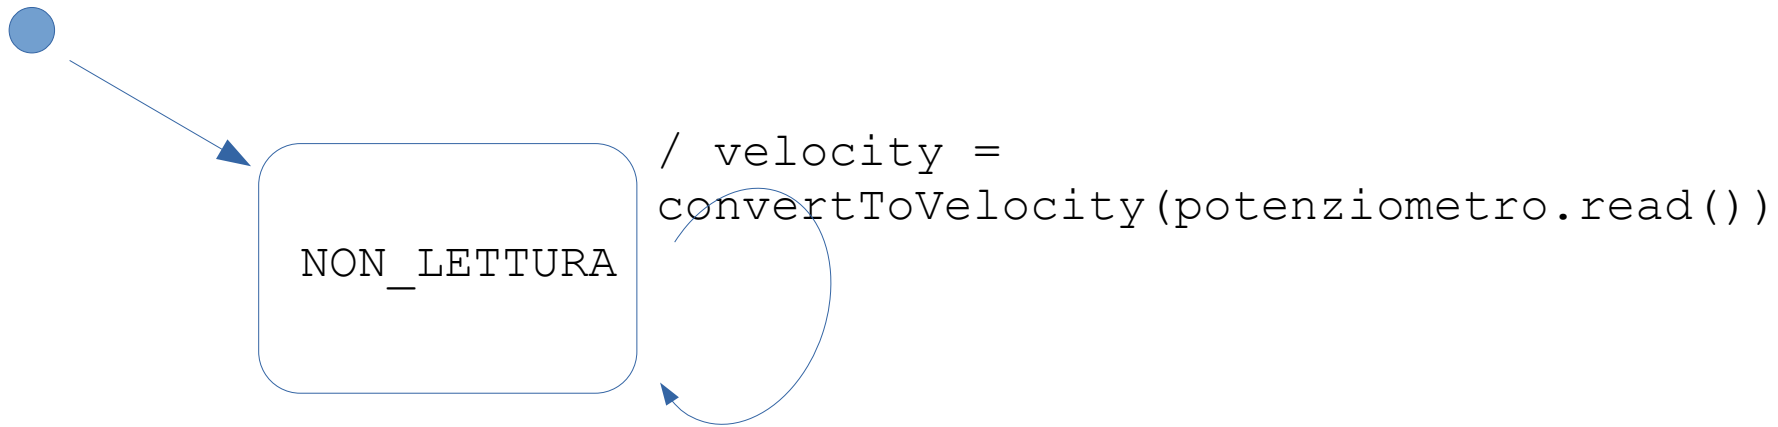 / velocity =
convertToVelocity(potenziometro.read())
NON_LETTURA